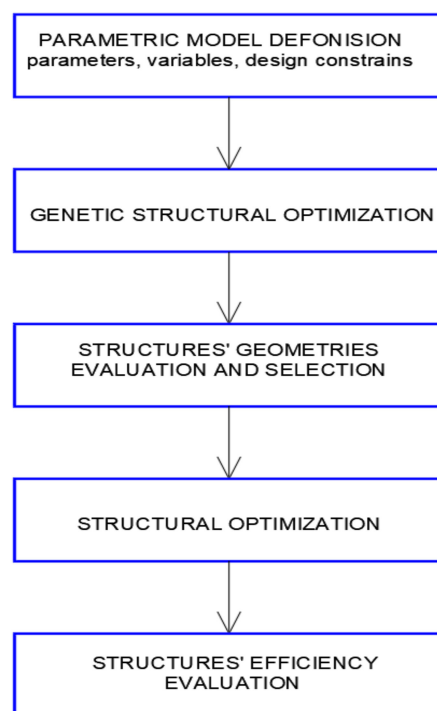 PARAMETRIC MODEL DEFONISION
parameters, variables, design constrains
GENETIC STRUCTURAL OPTIMIZATION
STRUCTURES' GEOMETRIES
EVALUATION AND SELECTION
STRUCTURAL OPTIMIZATION
STRUCTURES' EFFICIENCY
EVALUATION